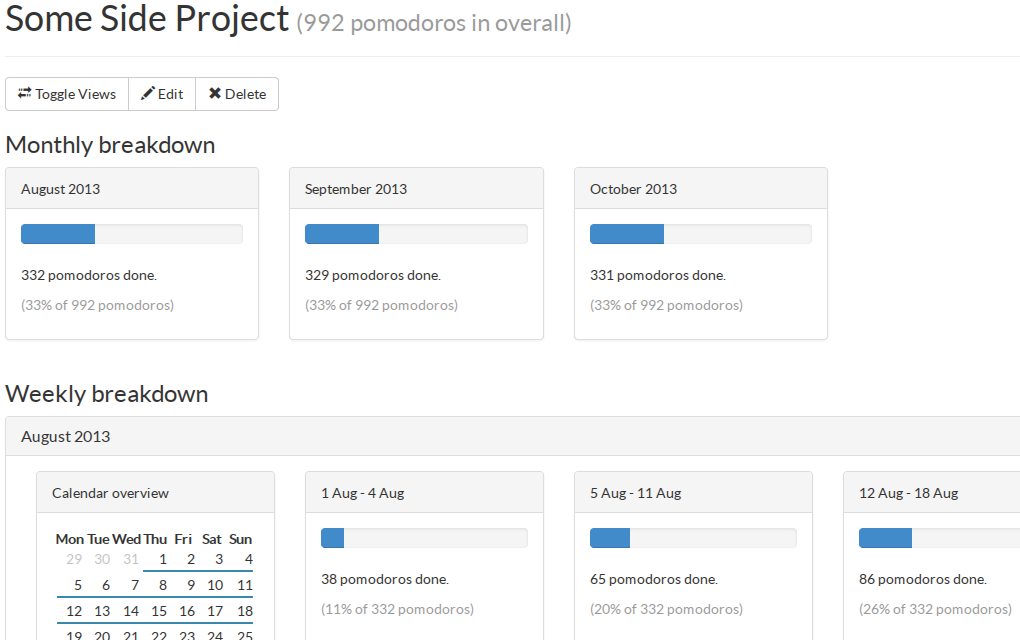 Some Side Project (992 pomodoros in overall)
Toggle Views Edit Delete
Monthly breakdown
August 2013
332 pomodoros done.
(33% of 992 pomodoros)
September 2013
329 pomodoros done.
(33% of 992 pomodoros)
October 2013
331 pomodoros done.
(33% of 992 pomodoros)
Weekly breakdown
August 2013
Calendar overview
Mon Tue Wed Thu Fri Sat Sun
29 30 31 1 2 3 4
5 6 7 8 9 10 11
12 13 14 15 16 17 18
19 20 21 22 23 24 25
1 Aug - 4 Aug
38 pomodoros done.
(11% of 332 pomodoros)
5 Aug - 11 Aug
65 pomodoros done.
(20% of 332 pomodoros)
12 Aug - 18 Aug
86 pomodoros done.
(26% of 332 pomodoros)